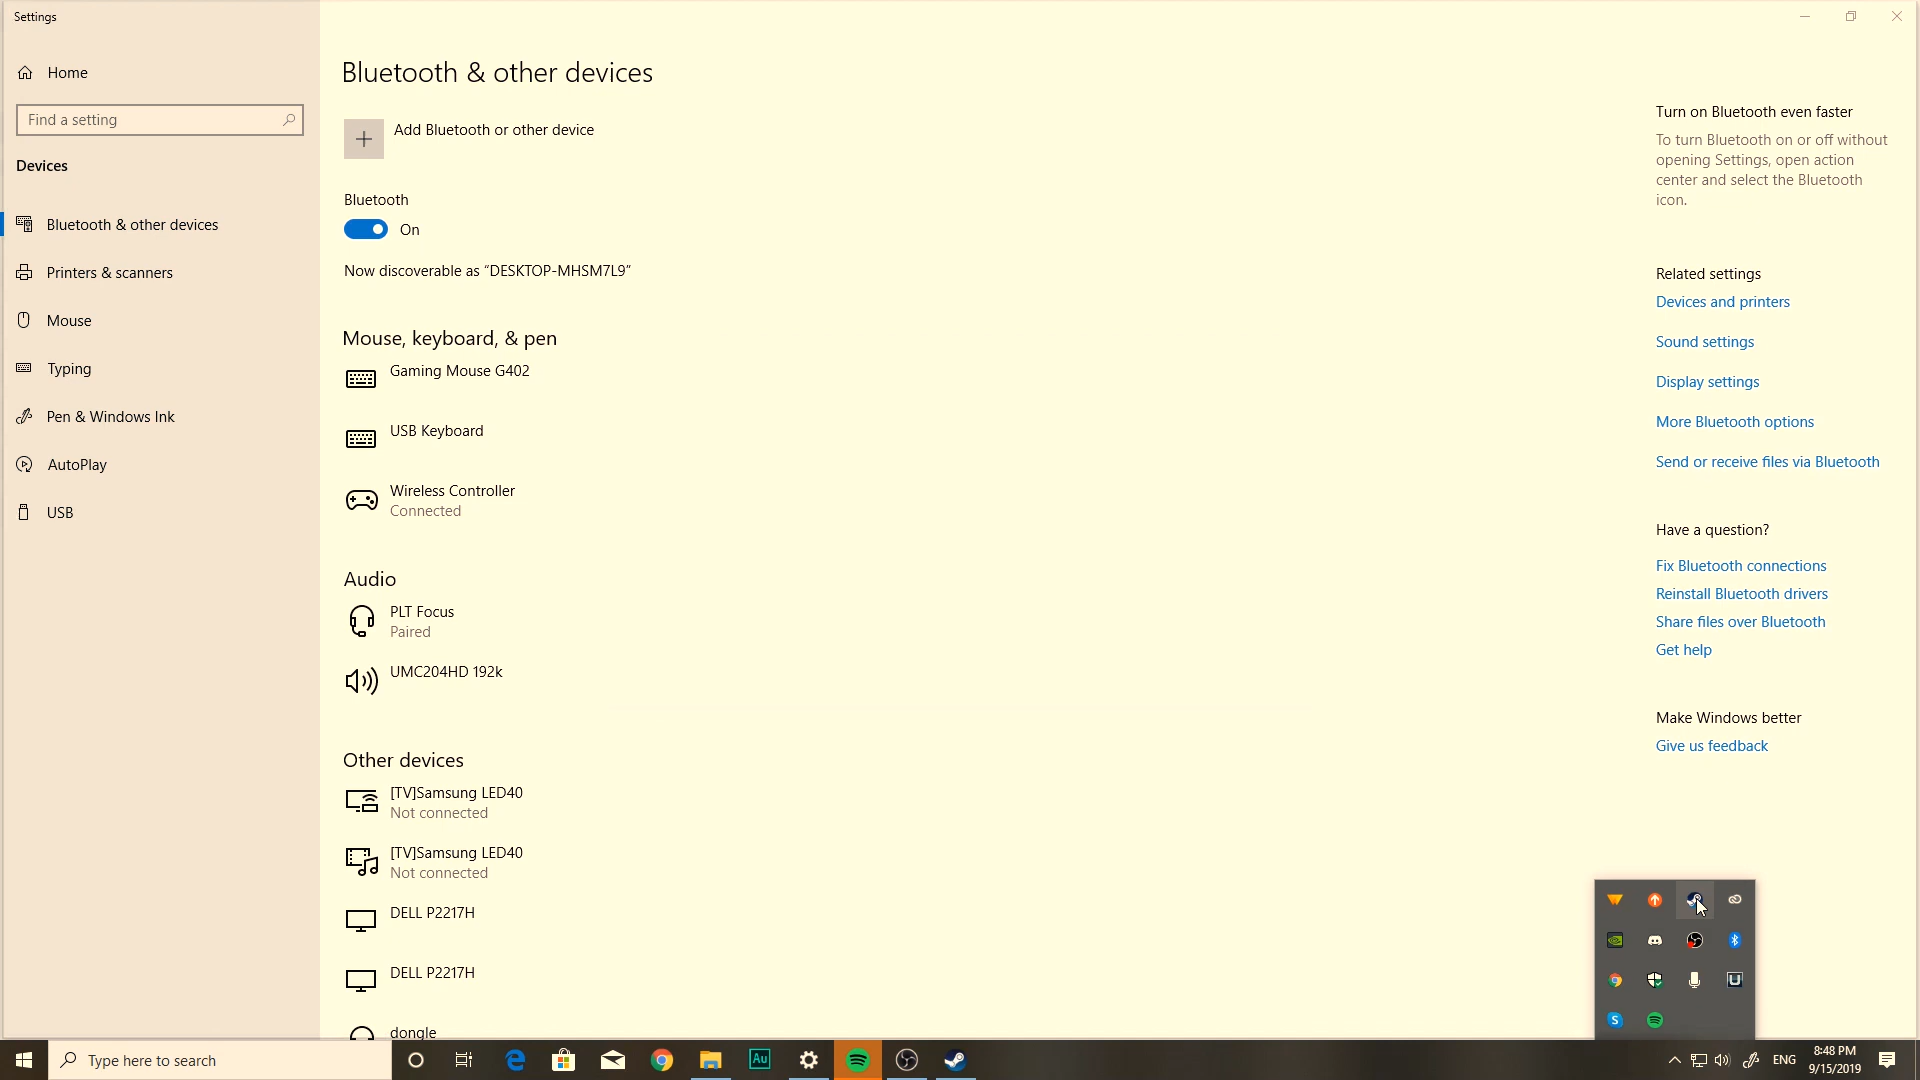 Settings
Home
Find a setting
Devices
Bluetooth & other devices
Printers & scanners
Mouse
Typing
Pen & Windows Ink
AutoPlay
USB
Bluetooth & other devices
Add Bluetooth or other device
Bluetooth
On
Now discoverable as “DESKTOP-MHSM7L9”
Mouse, keyboard, & pen
Gaming Mouse G402
USB Keyboard
Wireless Controller
Connected
Audio
PLT Focus
Paired
UMC204HD 192k
Other devices
[TV]Samsung LED40
Not connected
[TV]Samsung LED40
Not connected
DELL P2217H
DELL P2217H
dongle
Turn on Bluetooth even faster
To turn Bluetooth on or off without
opening Settings, open action
center and select the Bluetooth
icon.
Related settings
Devices and printers
Sound settings
Display settings
More Bluetooth options
Send or receive files via Bluetooth
Have a question?
Fix Bluetooth connections
Reinstall Bluetooth drivers
Share files over Bluetooth
Get help
Make Windows better
Give us feedback
Type here to search
Au
ENG
8:48 PM
9/15/2019